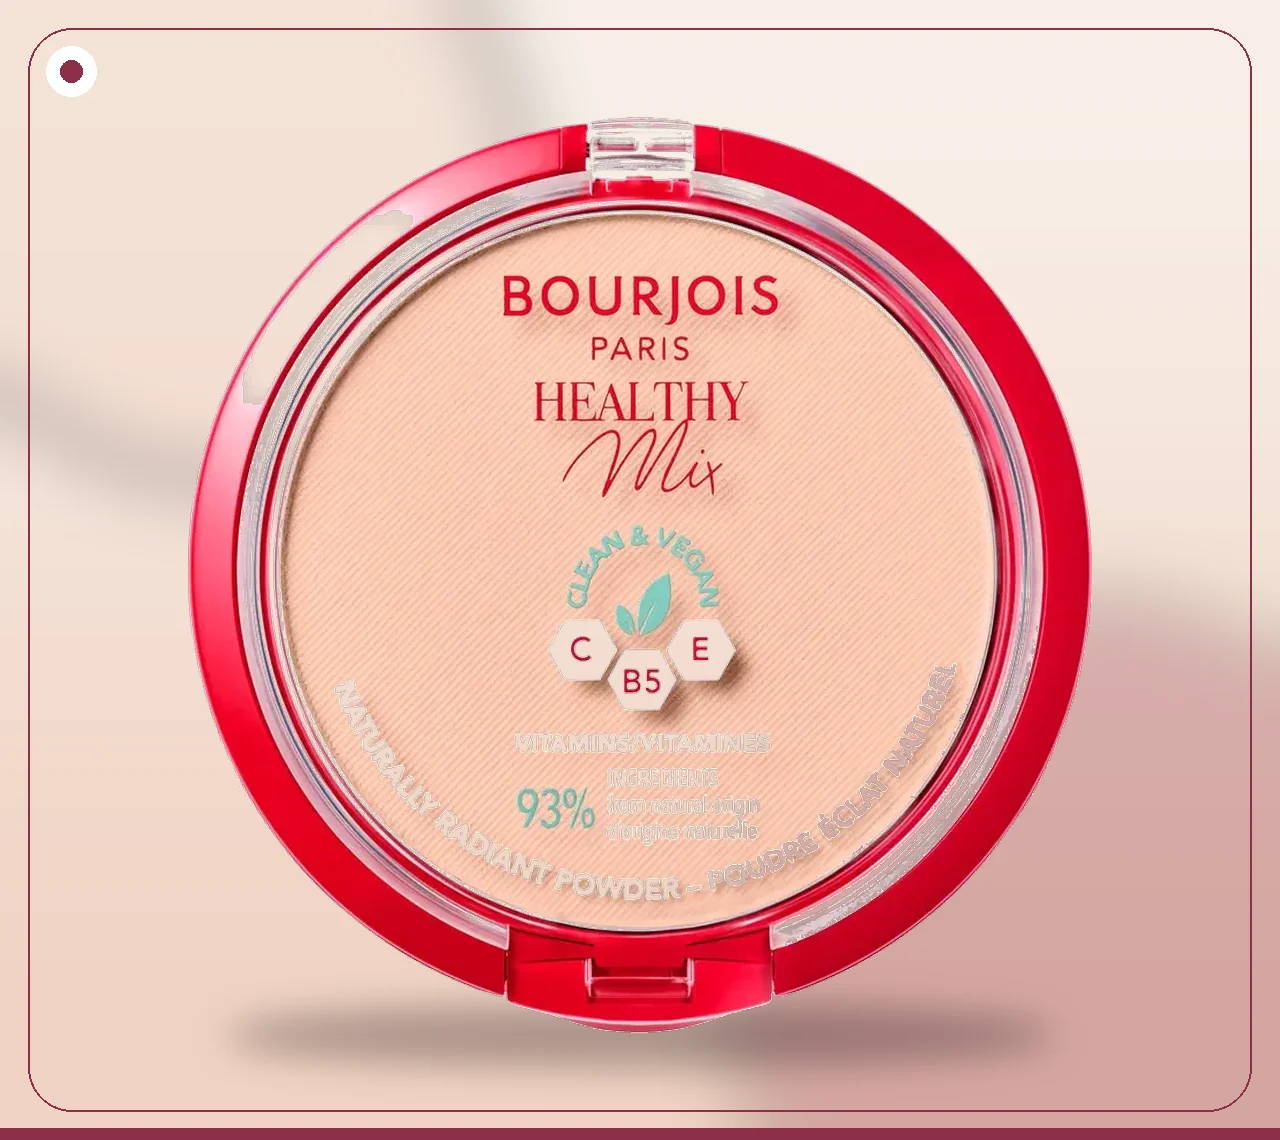 BOURJOIS
PARIS
HEALTHY
Mix
CLEAN & VEGAN
C
E
B5
VITAMINS/VITAMINES
93%
INGREDIENTS
from natural origin
d'origine naturelle
NATURALLY RADIANT POWDER – POUDRE ÉCLAT NATUREL